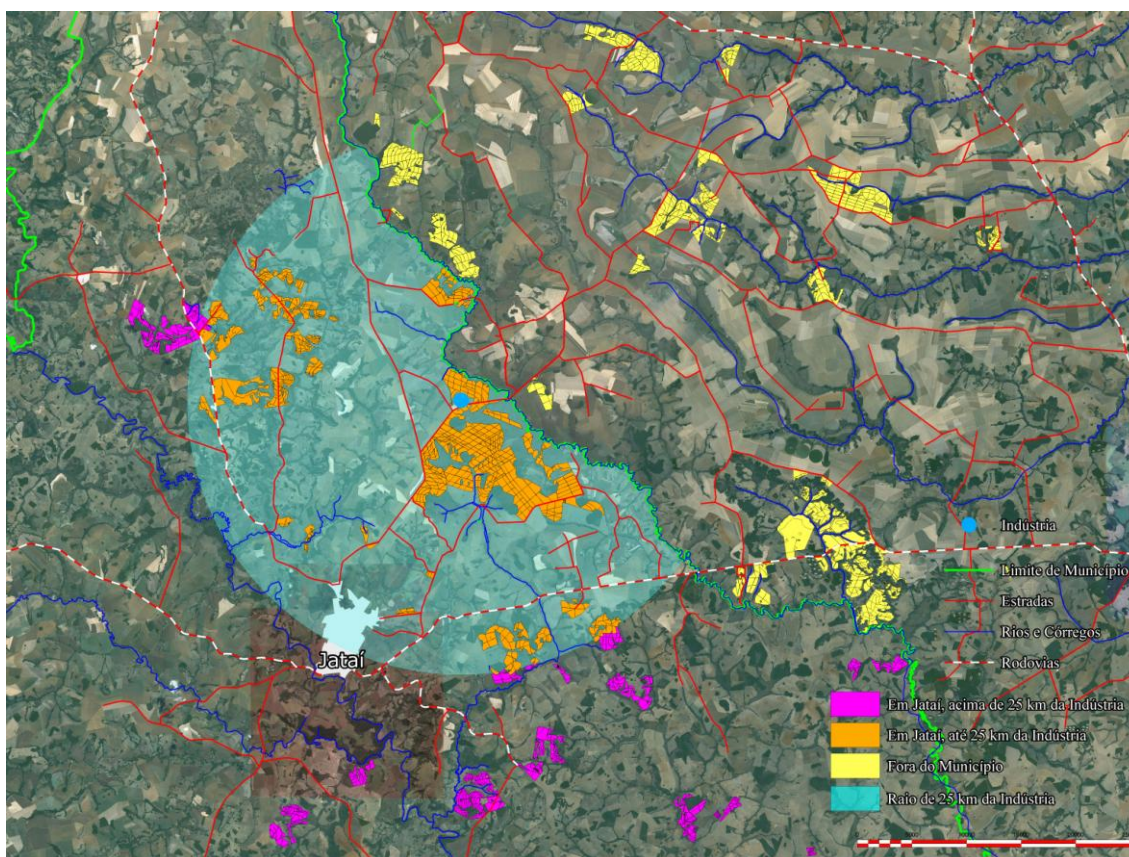 Jataí
Indústria
Limite de Município
Estradas
Rios e Córregos
Rodovias
Em Jataí, acima de 25 km da Indústria
Em Jataí, até 25 km da Indústria
Fora do Município
Raio de 25 km da Indústria